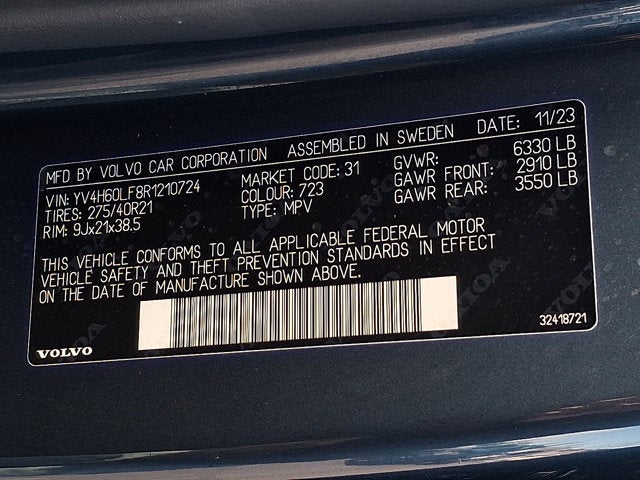 MFD BY VOLVO CAR CORPORATION ASSEMBLED IN SWEDEN DATE: 11/23
VIN: YV4H60LF8R1210724 MARKET CODE: 31 GVWR: 6330 LB
TIRES: 275/40R21 COLOUR: 723 GAWR FRONT: 2910 LB
RIM: 9Jx21x38.5 TYPE: MPV GAWR REAR: 3550 LB
THIS VEHICLE CONFORMS TO ALL APPLICABLE FEDERAL MOTOR
VEHICLE SAFETY AND THEFT PREVENTION STANDARDS IN EFFECT
ON THE DATE OF MANUFACTURE SHOWN ABOVE.
VOLVO 32418721